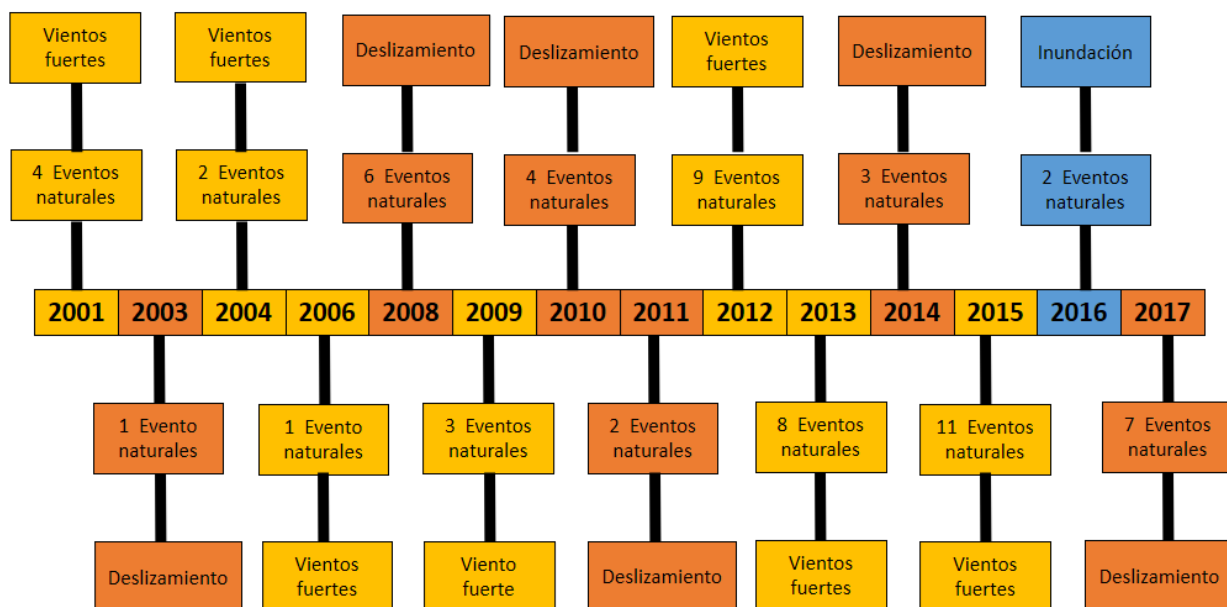 Vientos
fuertes
Vientos
fuertes
Deslizamiento
Deslizamiento
Vientos
fuertes
Deslizamiento
Inundación
4 Eventos
naturales
2 Eventos
naturales
6 Eventos
naturales
4 Eventos
naturales
9 Eventos
naturales
3 Eventos
naturales
2 Eventos
naturales
2001 2003 2004 2006 2008 2009 2010 2011 2012 2013 2014 2015 2016 2017
1 Evento
naturales
1 Evento
naturales
3 Eventos
naturales
2 Eventos
naturales
8 Eventos
naturales
11 Eventos
naturales
7 Eventos
naturales
Deslizamiento
Vientos
fuertes
Viento
fuerte
Deslizamiento
Vientos
fuertes
Vientos
fuertes
Deslizamiento